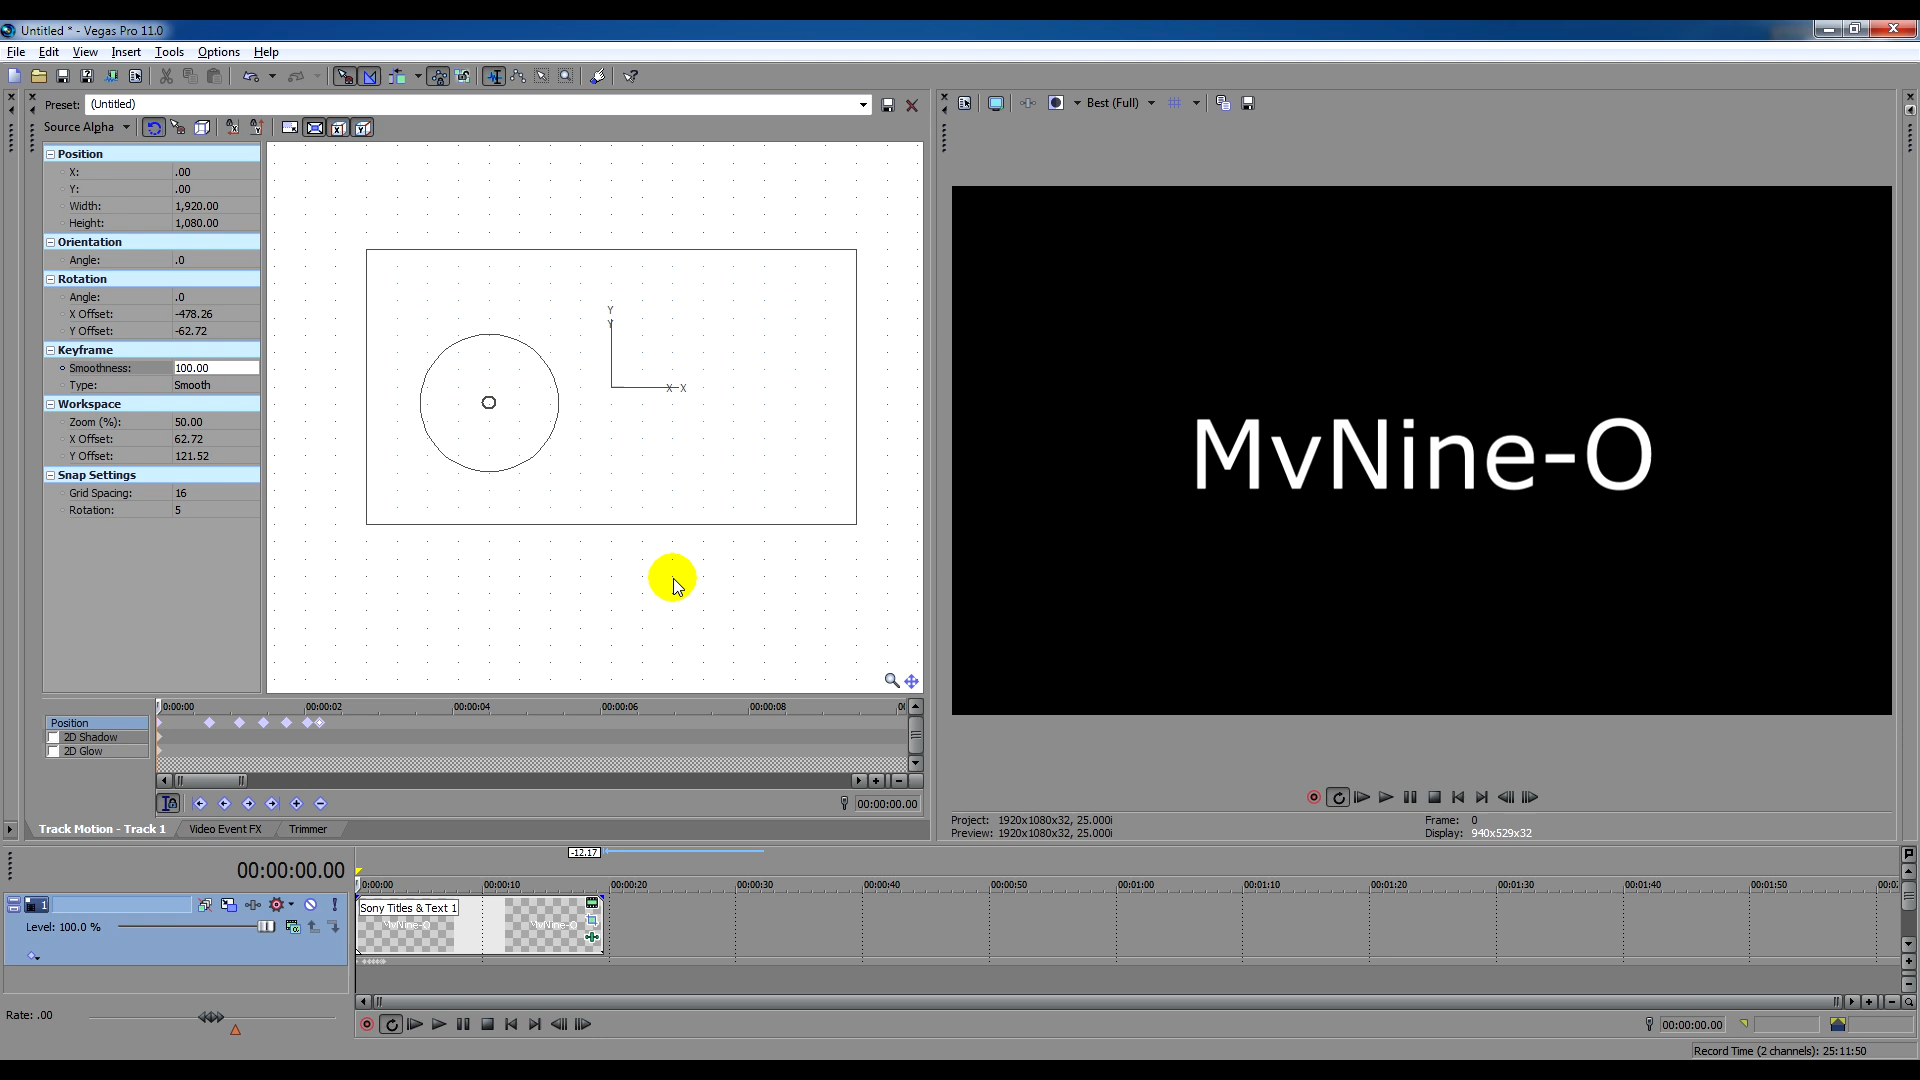 Untitled * - Vegas Pro 11.0
File Edit View Insert Tools Options Help
Preset: (Untitled)
Best (Full)
Source Alpha
Position
X: .00
Y: .00
Width: 1,920.00
Height: 1,080.00
Orientation
Angle: .0
Rotation
Angle: .0
X Offset: -478.26
Y Offset: -62.72
Keyframe
Smoothness: 100.00
Type: Smooth
Workspace
Zoom (%): 50.00
X Offset: 62.72
Y Offset: 121.52
Snap Settings
Grid Spacing: 16
Rotation: 5
Y
Y
X X
MvNine-O
0:00:00 00:00:02 00:00:04 00:00:06 00:00:08
Position
2D Shadow
2D Glow
00:00:00.00
Track Motion - Track 1 Video Event FX Trimmer
Project: 1920x1080x32, 25.000i
Preview: 1920x1080x32, 25.000i
Frame: 0
Display: 940x529x32
-12.17
00:00:00.00
0:00:00 00:00:10 00:00:20 00:00:30 00:00:40 00:00:50 00:01:00 00:01:10 00:01:20 00:01:30 00:01:40 00:01:50
1
Sony Titles & Text 1
Level: 100.0 %
MvNine-O MvNine-O
Rate: .00
00:00:00.00
Record Time (2 channels): 25:11:50